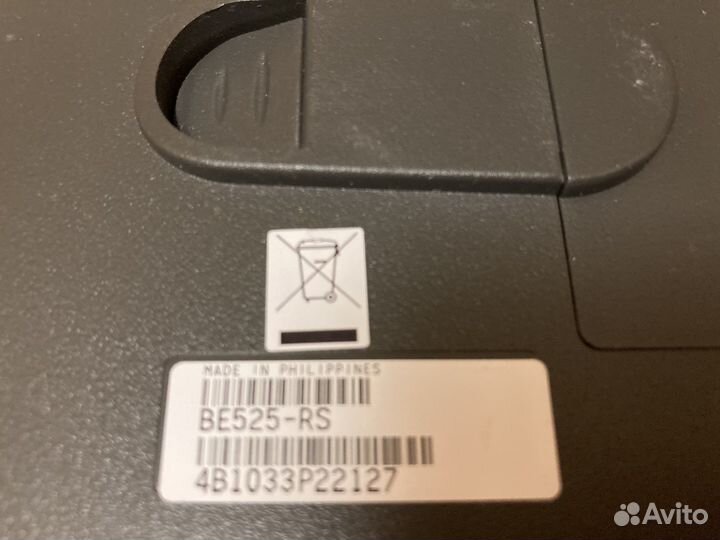 MADE IN PHILIPPINES
BE525-RS
4B1033P22127
Avito